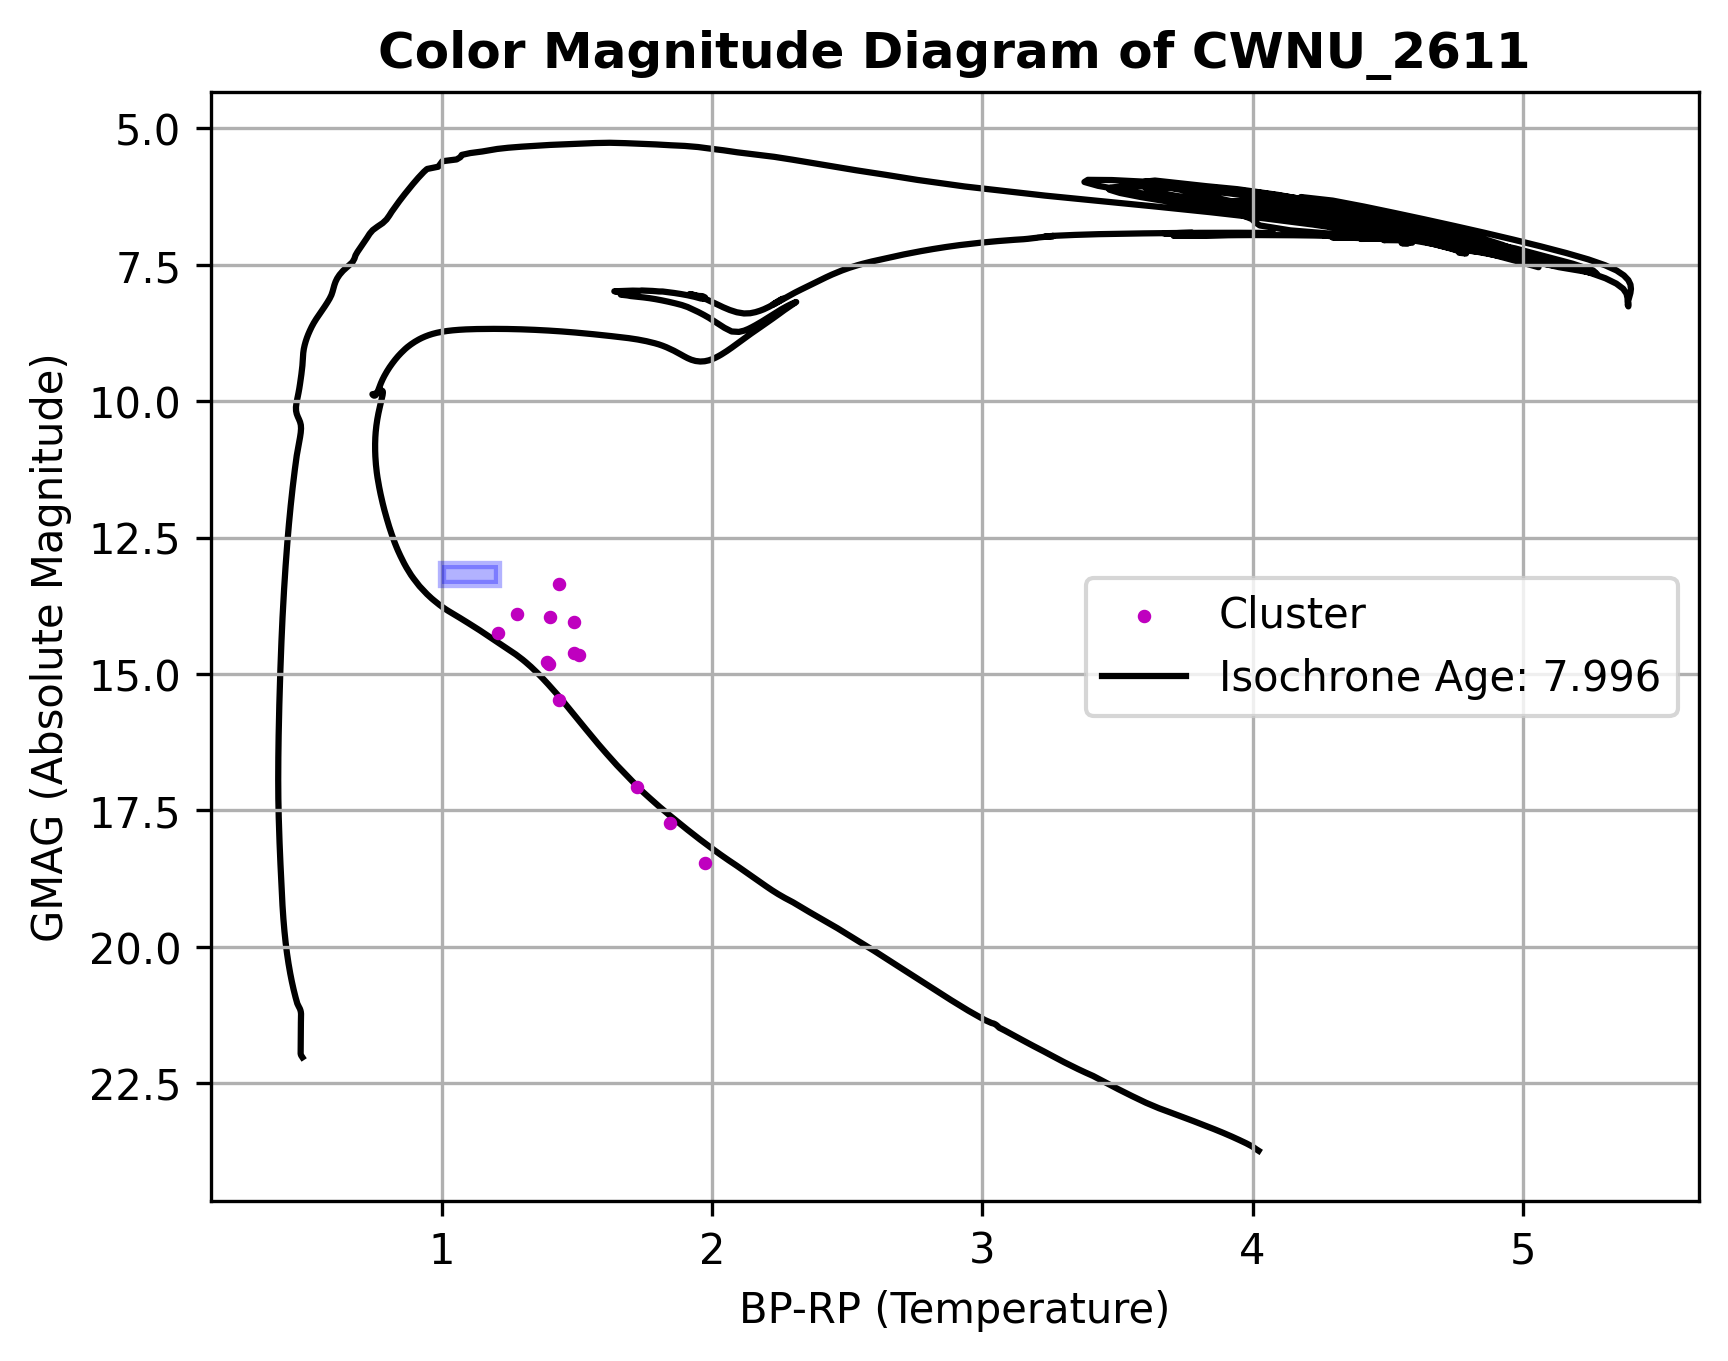 Color Magnitude Diagram of CWNU_2611
GMAG (Absolute Magnitude)
5.0
7.5
10.0
12.5
15.0
17.5
20.0
22.5
Cluster
Isochrone Age: 7.996
1 2 3 4 5
BP-RP (Temperature)